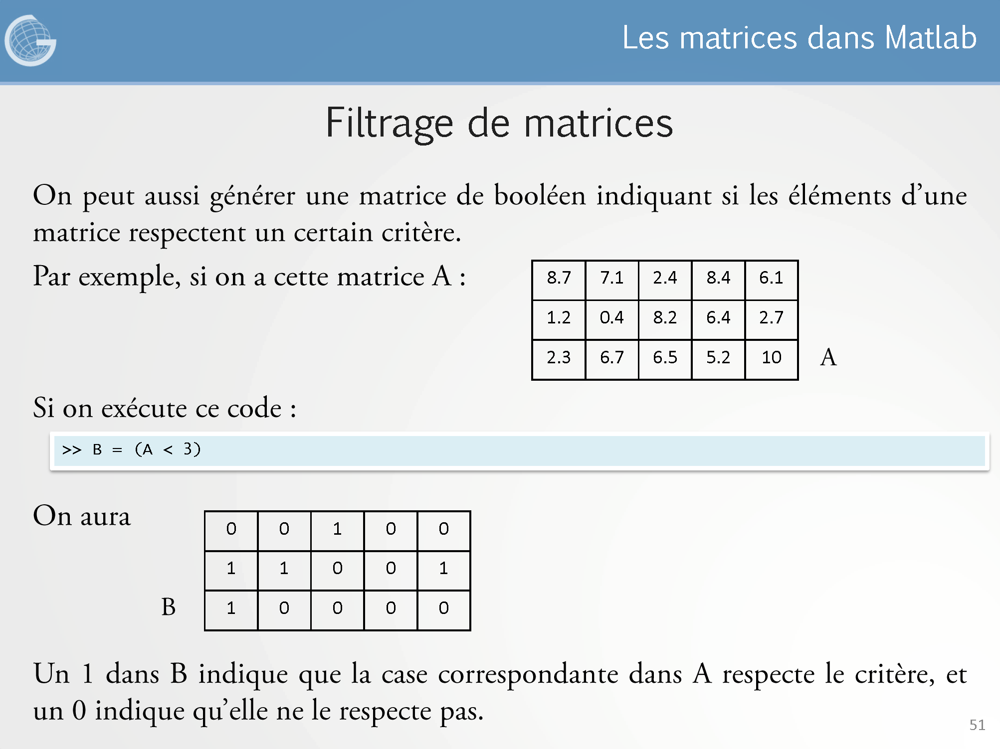 Les matrices dans Matlab
Filtrage de matrices
On peut aussi générer une matrice de booléen indiquant si les éléments d’une
matrice respectent un certain critère.
Par exemple, si on a cette matrice A :
8.7 7.1 2.4 8.4 6.1
1.2 0.4 8.2 6.4 2.7
2.3 6.7 6.5 5.2 10
A
Si on exécute ce code :
>> B = (A < 3)
On aura
0 0 1 0 0
1 1 0 0 1
B
1 0 0 0 0
Un 1 dans B indique que la case correspondante dans A respecte le critère, et
un 0 indique qu’elle ne le respecte pas.
51